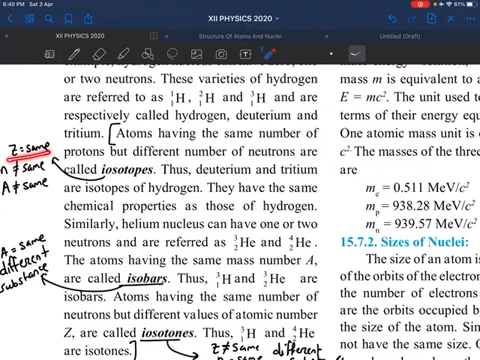 6:40 PM Sat 3 Apr
61%
XII PHYSICS 2020
XII PHYSICS 2020
Structure Of Atoms And Nuclei
Untitled (Draft)
or two neutrons. These varieties of hydrogen
are referred to as ¹₁H, ²₁H and ³₁H and are
respectively called hydrogen, deuterium and
tritium. [Atoms having the same number of
protons but different number of neutrons are
called isotopes. Thus, deuterium and tritium
are isotopes of hydrogen. They have the same
chemical properties as those of hydrogen.
Similarly, helium nucleus can have one or two
neutrons and are referred as ³₂He and ⁴₂He.
The atoms having the same mass number A,
are called isobars. Thus, ³₁H and ³₂He are
isobars. Atoms having the same number of
neutrons but different values of atomic number
Z, are called isotones. Thus, ³₁H and ⁴₂He
are isotones.]
Z = same
n ≠ same
A ≠ same
A = same
different
substance
Z ≠ same
different
mass m is equivalent to a
E = mc². The unit used t
terms of their energy equ
One atomic mass unit is
c². The masses of the three
are
mₑ = 0.511 MeV/c²
mₚ = 938.28 MeV/c²
mₙ = 939.57 MeV/c²
15.7.2. Sizes of Nuclei:
The size of an atom is
of the orbits of the electron
the number of electrons
are the orbits occupied by
the size of the atom. Sim
not have the same size. O